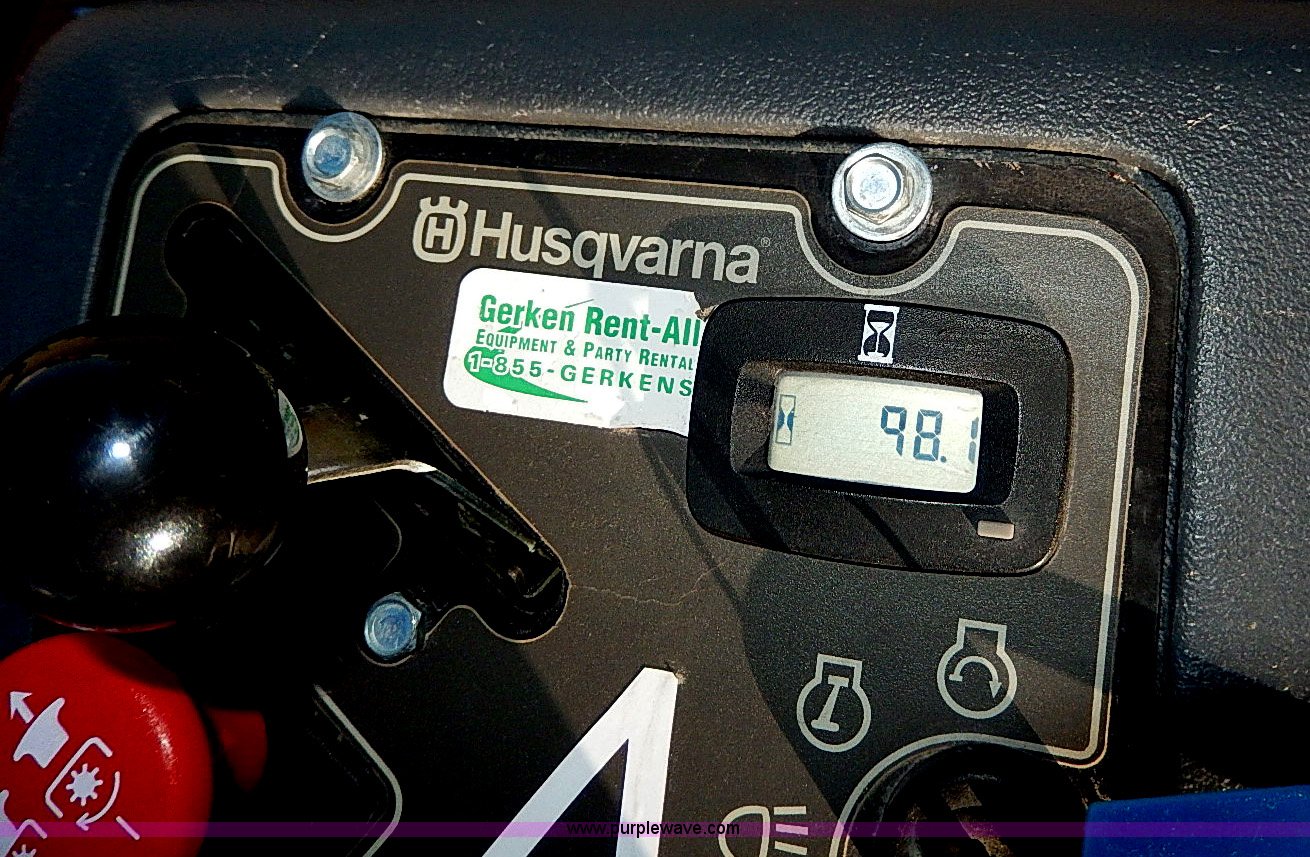 Husqvarna®
Gerken Rent-All
EQUIPMENT & PARTY RENTAL
1-855-GERKENS
98.1
www.purplewave.com